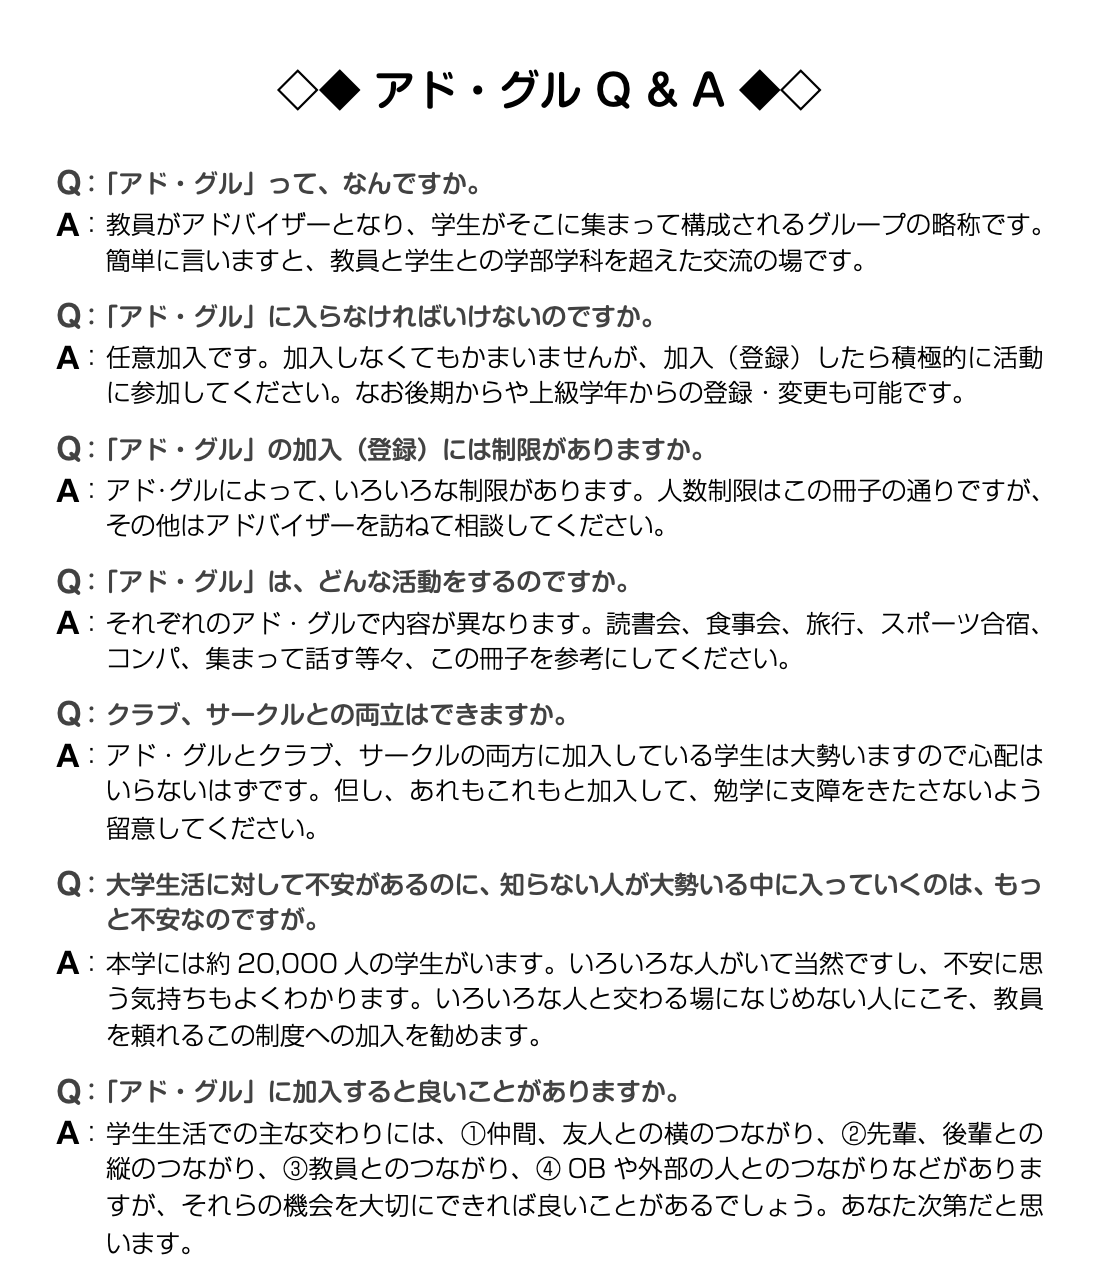 ◇◆ アド・グル Q & A ◆◇
Q：「アド・グル」って、なんですか。
A：教員がアドバイザーとなり、学生がそこに集まって構成されるグループの略称です。
簡単に言いますと、教員と学生との学部学科を超えた交流の場です。
Q：「アド・グル」に入らなければいけないのですか。
A：任意加入です。加入しなくてもかまいませんが、加入（登録）したら積極的に活動
に参加してください。なお後期からや上級学年からの登録・変更も可能です。
Q：「アド・グル」の加入（登録）には制限がありますか。
A：アド・グルによって、いろいろな制限があります。人数制限はこの冊子の通りですが、
その他はアドバイザーを訪ねて相談してください。
Q：「アド・グル」は、どんな活動をするのですか。
A：それぞれのアド・グルで内容が異なります。読書会、食事会、旅行、スポーツ合宿、
コンパ、集まって話す等々、この冊子を参考にしてください。
Q：クラブ、サークルとの両立はできますか。
A：アド・グルとクラブ、サークルの両方に加入している学生は大勢いますので心配は
いらないはずです。但し、あれもこれもと加入して、勉学に支障をきたさないよう
留意してください。
Q：大学生活に対して不安があるのに、知らない人が大勢いる中に入っていくのは、もっ
と不安なのですが。
A：本学には約 20,000 人の学生がいます。いろいろな人がいて当然ですし、不安に思
う気持ちもよくわかります。いろいろな人と交わる場になじめない人にこそ、教員
を頼れるこの制度への加入を勧めます。
Q：「アド・グル」に加入すると良いことがありますか。
A：学生生活での主な交わりには、①仲間、友人との横のつながり、②先輩、後輩との
縦のつながり、③教員とのつながり、④ OB や外部の人とのつながりなどがありま
すが、それらの機会を大切にできれば良いことがあるでしょう。あなた次第だと思
います。